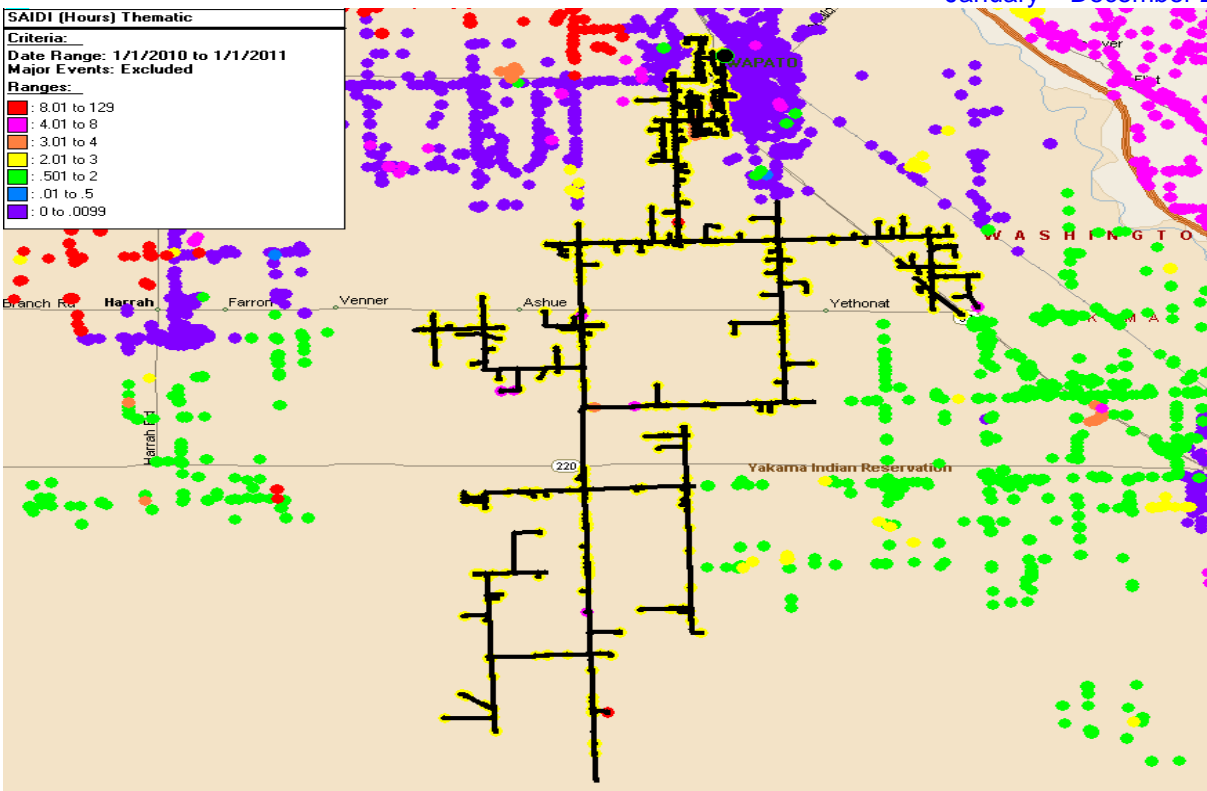 January – December 2
SAIDI (Hours) Thematic
Criteria:
Date Range: 1/1/2010 to 1/1/2011
Major Events: Excluded
Ranges:
: 8.01 to 129
: 4.01 to 8
: 3.01 to 4
: 2.01 to 3
: .501 to 2
: .01 to .5
: 0 to .0099
WAPATO
WASHINGTO
Branch Rd
Harrah
Farron
Venner
Ashue
Yethonat
K M A
Harrah Rd
220
Yakama Indian Reservation